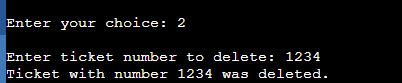 Enter your choice: 2
Enter ticket number to delete: 1234
Ticket with number 1234 was deleted.